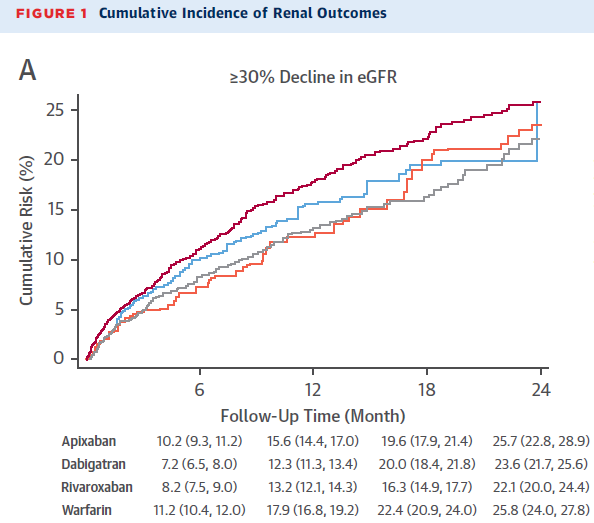 FIGURE 1 Cumulative Incidence of Renal Outcomes
A
≥30% Decline in eGFR
Cumulative Risk (%)
25
20
15
10
5
0
6 12 18 24
Follow-Up Time (Month)
Apixaban 10.2 (9.3, 11.2) 15.6 (14.4, 17.0) 19.6 (17.9, 21.4) 25.7 (22.8, 28.9)
Dabigatran 7.2 (6.5, 8.0) 12.3 (11.3, 13.4) 20.0 (18.4, 21.8) 23.6 (21.7, 25.6)
Rivaroxaban 8.2 (7.5, 9.0) 13.2 (12.1, 14.3) 16.3 (14.9, 17.7) 22.1 (20.0, 24.4)
Warfarin 11.2 (10.4, 12.0) 17.9 (16.8, 19.2) 22.4 (20.9, 24.0) 25.8 (24.0, 27.8)